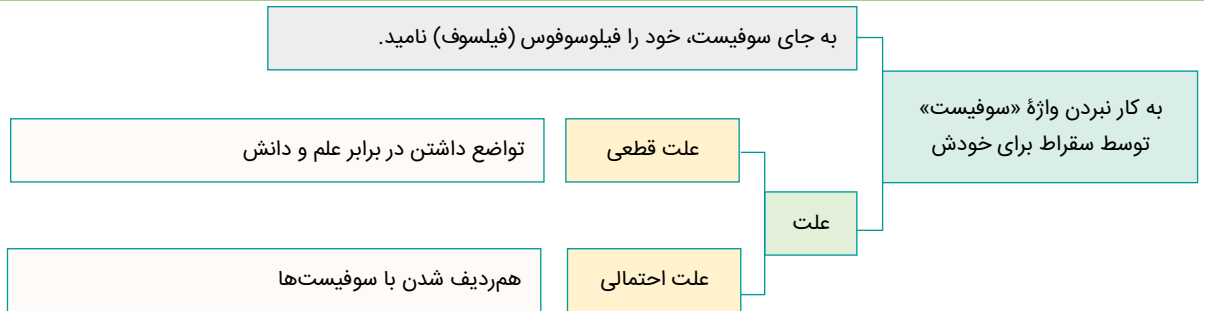 به کار نبردن واژهٔ «سوفیست»
توسط سقراط برای خودش
به جای سوفیست، خود را فیلوسوفوس (فیلسوف) نامید.
علت
علت قطعی
تواضع داشتن در برابر علم و دانش
علت احتمالی
هم‌ردیف شدن با سوفیست‌ها